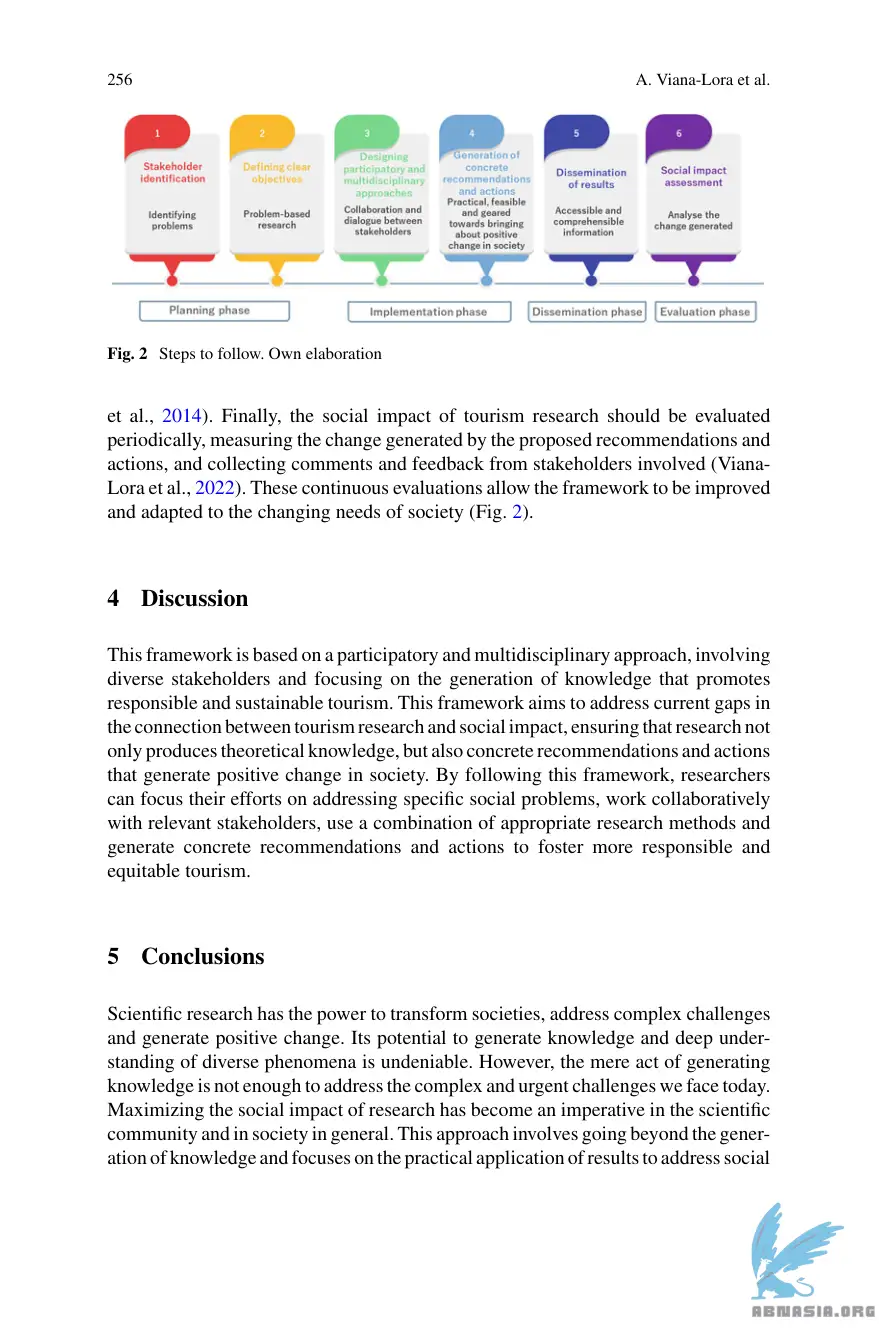 256
A. Viana-Lora et al.
1
Stakeholder
identification
Identifying
problems
2
Defining clear
objectives
Problem-based
research
3
Designing
participatory and
multidisciplinary
approaches
Collaboration and
dialogue between
stakeholders
4
Generation of
concrete
recommendations
and actions
Practical, feasible
and geared
towards bringing
about positive
change in society
5
Dissemination
of results
Accessible and
comprehensible
information
6
Social impact
assessment
Analyse the
change generated
Planning phase
Implementation phase
Dissemination phase
Evaluation phase
Fig. 2 Steps to follow. Own elaboration
et al., 2014). Finally, the social impact of tourism research should be evaluated
periodically, measuring the change generated by the proposed recommendations and
actions, and collecting comments and feedback from stakeholders involved (Viana-
Lora et al., 2022). These continuous evaluations allow the framework to be improved
and adapted to the changing needs of society (Fig. 2).
4 Discussion
This framework is based on a participatory and multidisciplinary approach, involving
diverse stakeholders and focusing on the generation of knowledge that promotes
responsible and sustainable tourism. This framework aims to address current gaps in
the connection between tourism research and social impact, ensuring that research not
only produces theoretical knowledge, but also concrete recommendations and actions
that generate positive change in society. By following this framework, researchers
can focus their efforts on addressing specific social problems, work collaboratively
with relevant stakeholders, use a combination of appropriate research methods and
generate concrete recommendations and actions to foster more responsible and
equitable tourism.
5 Conclusions
Scientific research has the power to transform societies, address complex challenges
and generate positive change. Its potential to generate knowledge and deep under-
standing of diverse phenomena is undeniable. However, the mere act of generating
knowledge is not enough to address the complex and urgent challenges we face today.
Maximizing the social impact of research has become an imperative in the scientific
community and in society in general. This approach involves going beyond the gener-
ation of knowledge and focuses on the practical application of results to address social
ABNASIA.ORG